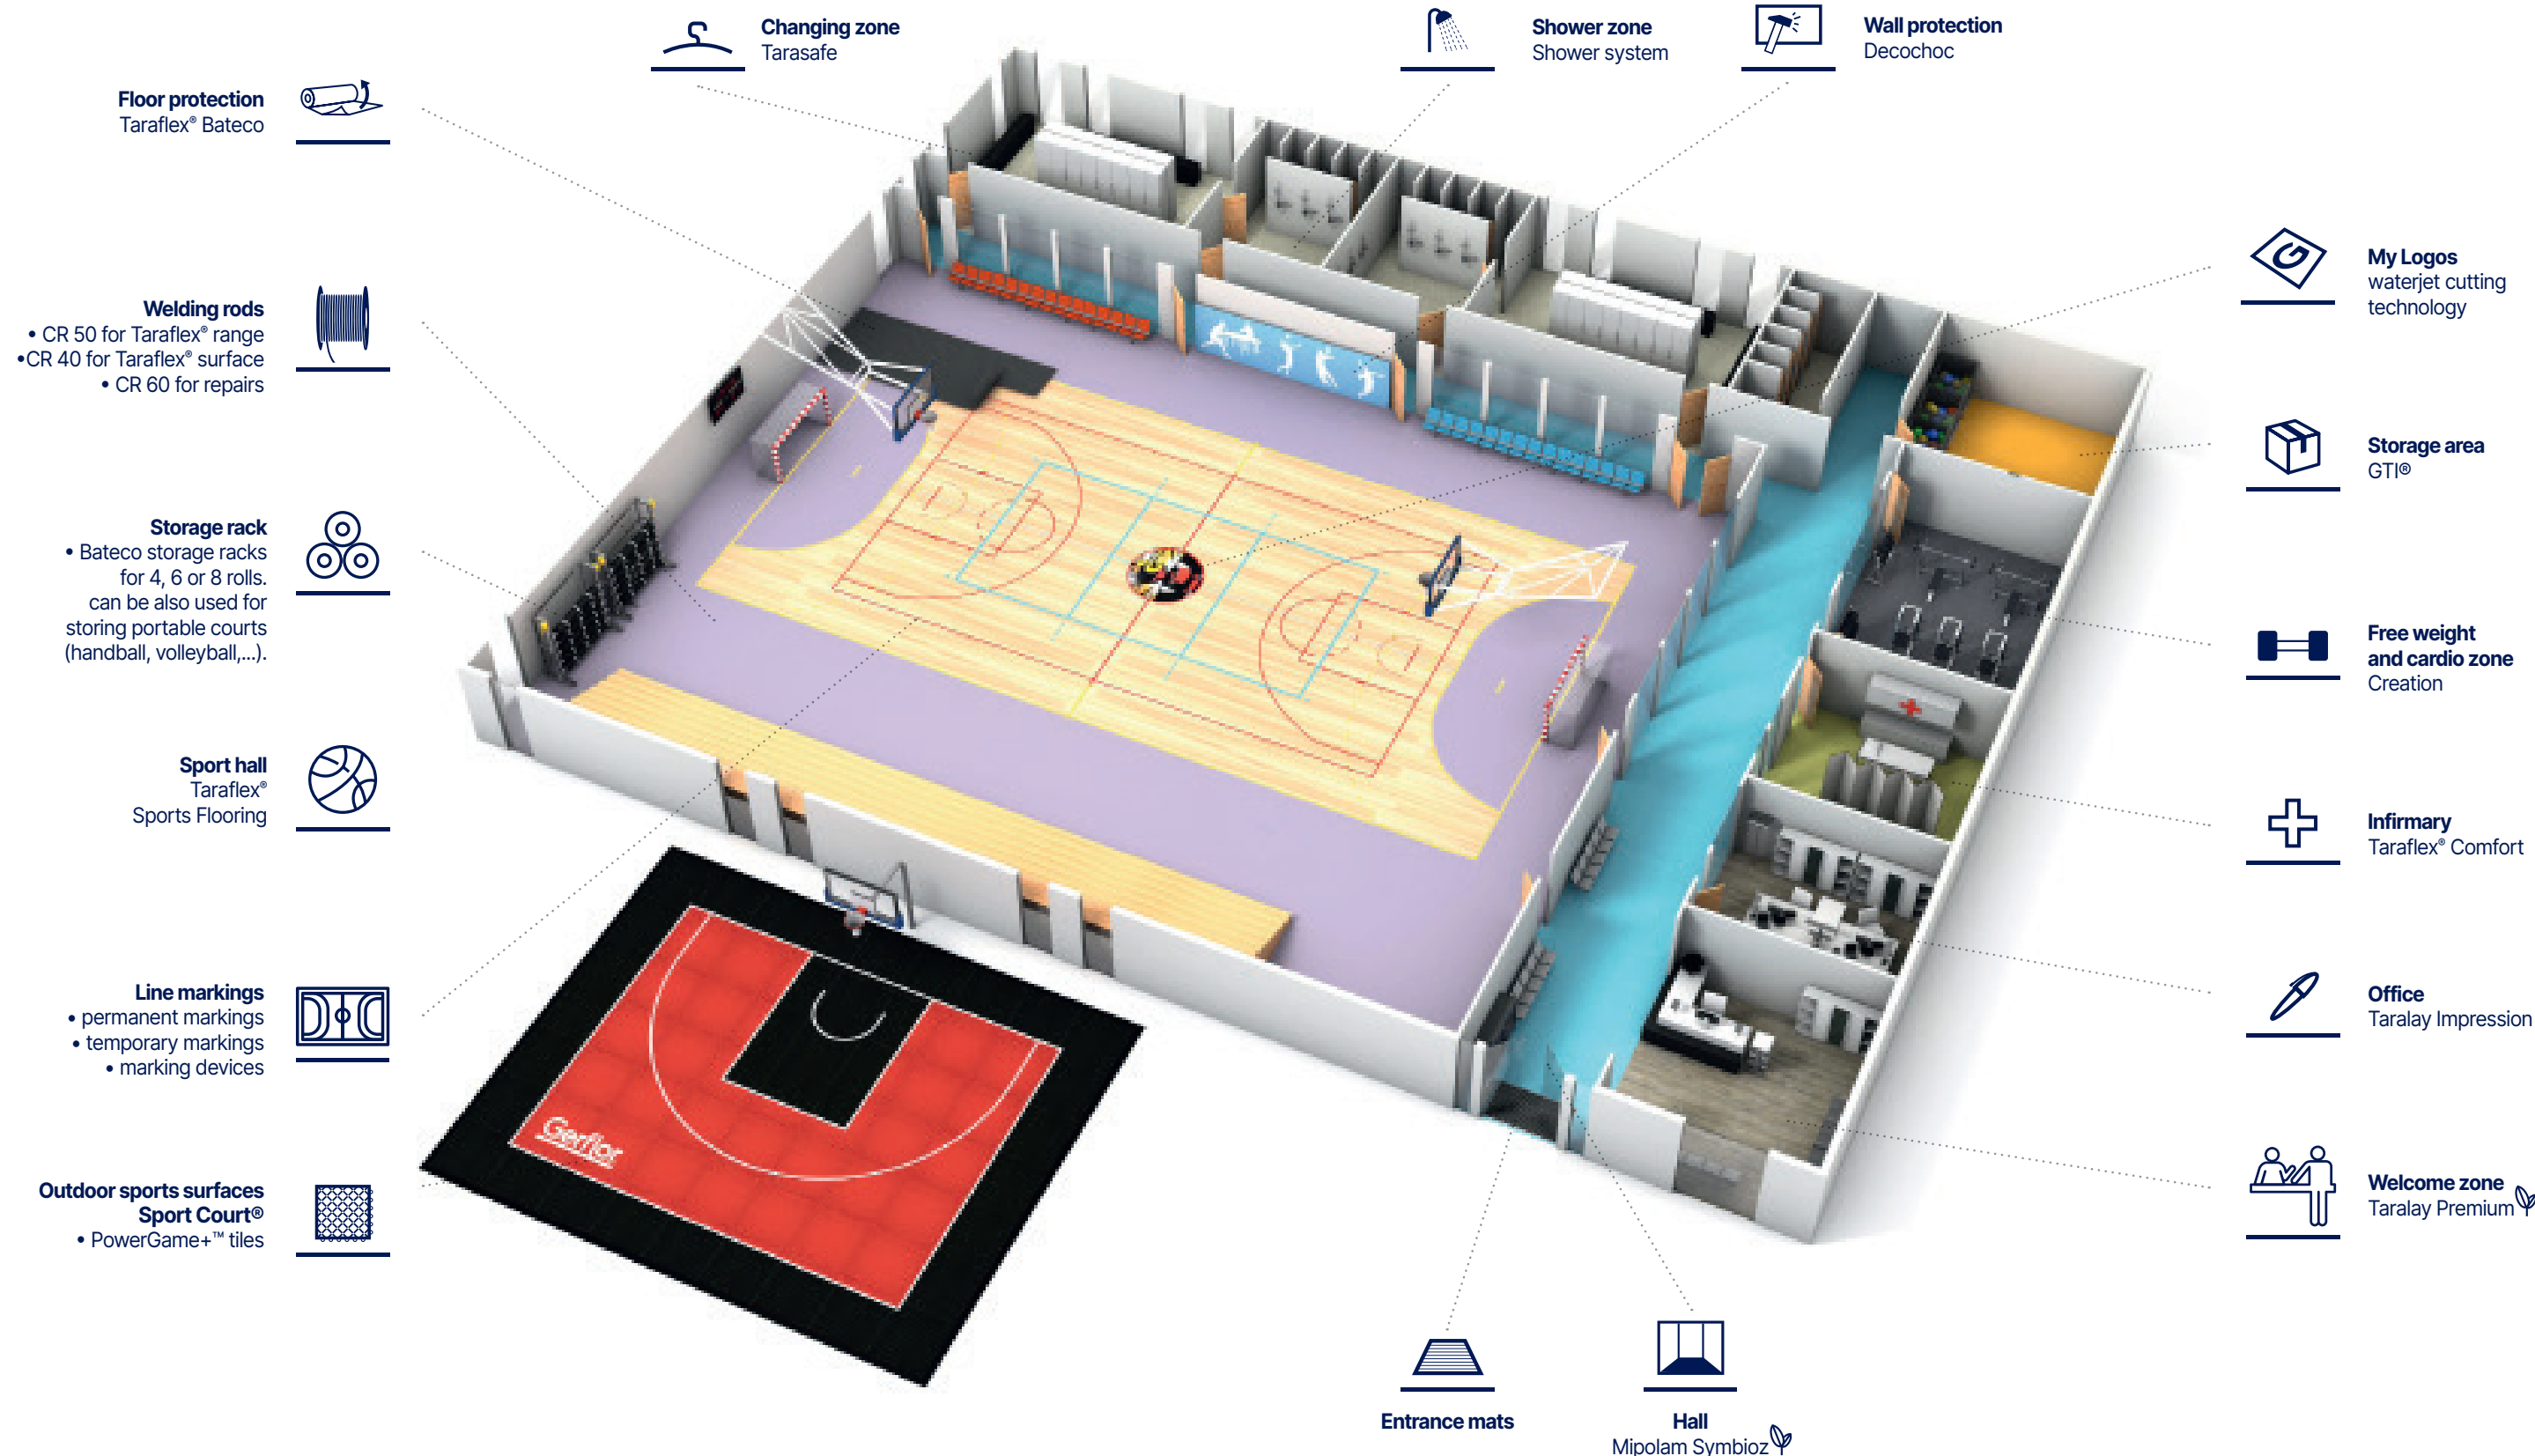 Changing zone
Tarasafe
Shower zone
Shower system
Wall protection
Decochoc
Floor protection
Taraflex® Bateco
Welding rods
• CR 50 for Taraflex® range
•CR 40 for Taraflex® surface
• CR 60 for repairs
Storage rack
• Bateco storage racks
for 4, 6 or 8 rolls.
can be also used for
storing portable courts
(handball, volleyball,...).
Sport hall
Taraflex®
Sports Flooring
Line markings
• permanent markings
• temporary markings
• marking devices
Outdoor sports surfaces
Sport Court®
• PowerGame+™ tiles
Gerflor
My Logos
waterjet cutting
technology
Storage area
GTI®
Free weight
and cardio zone
Creation
Infirmary
Taraflex® Comfort
Office
Taralay Impression
Welcome zone
Taralay Premium
Entrance mats
Hall
Mipolam Symbioz